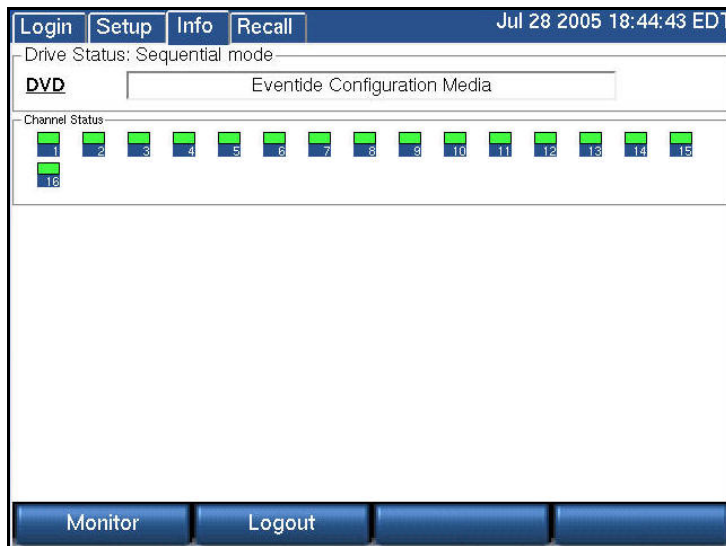 Login Setup Info Recall Jul 28 2005 18:44:43 EDT
Drive Status: Sequential mode
DVD Eventide Configuration Media
Channel Status
1 2 3 4 5 6 7 8 9 10 11 12 13 14 15
16
Monitor Logout